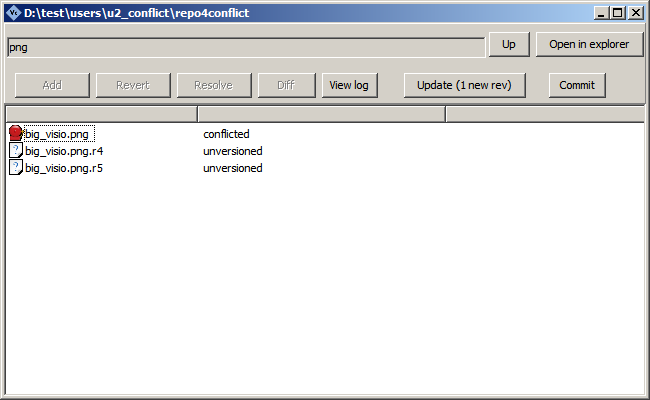 D:\test\users\u2_conflict\repo4conflict
png Up Open in explorer
Add Revert Resolve Diff View log Update (1 new rev) Commit
big_visio.png conflicted
big_visio.png.r4 unversioned
big_visio.png.r5 unversioned